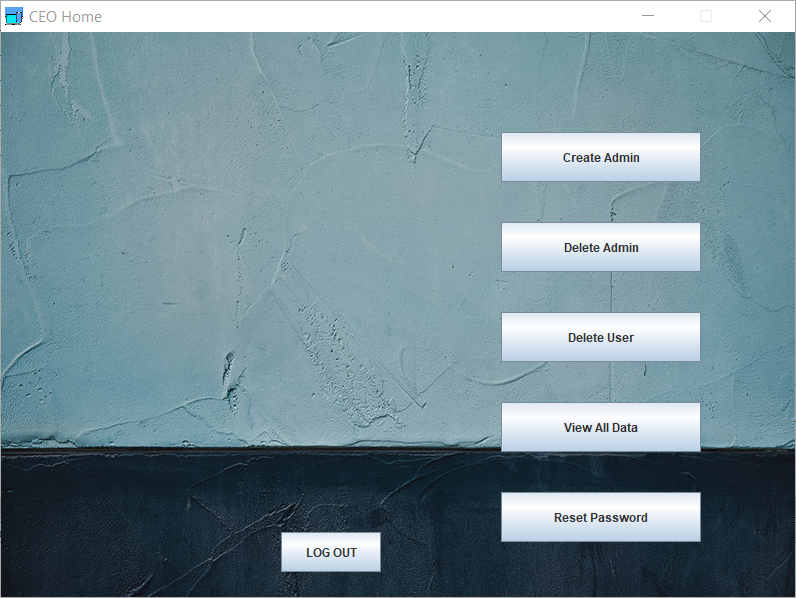 CEO Home
Create Admin
Delete Admin
Delete User
View All Data
Reset Password
LOG OUT